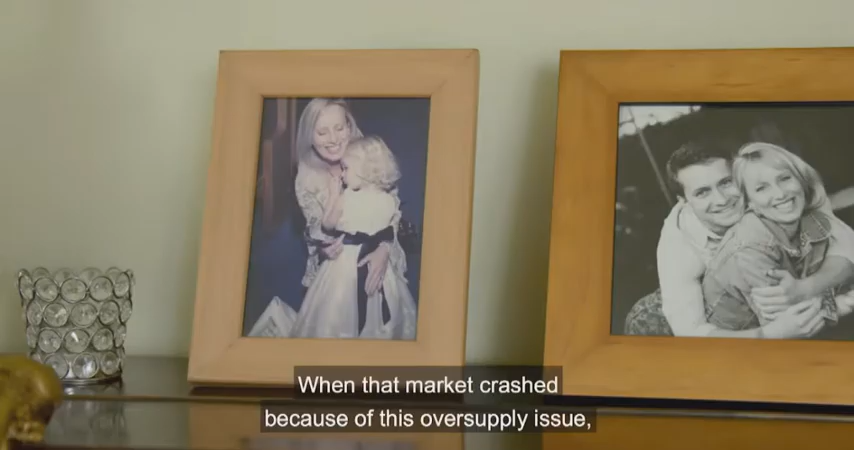 When that market crashed
because of this oversupply issue,